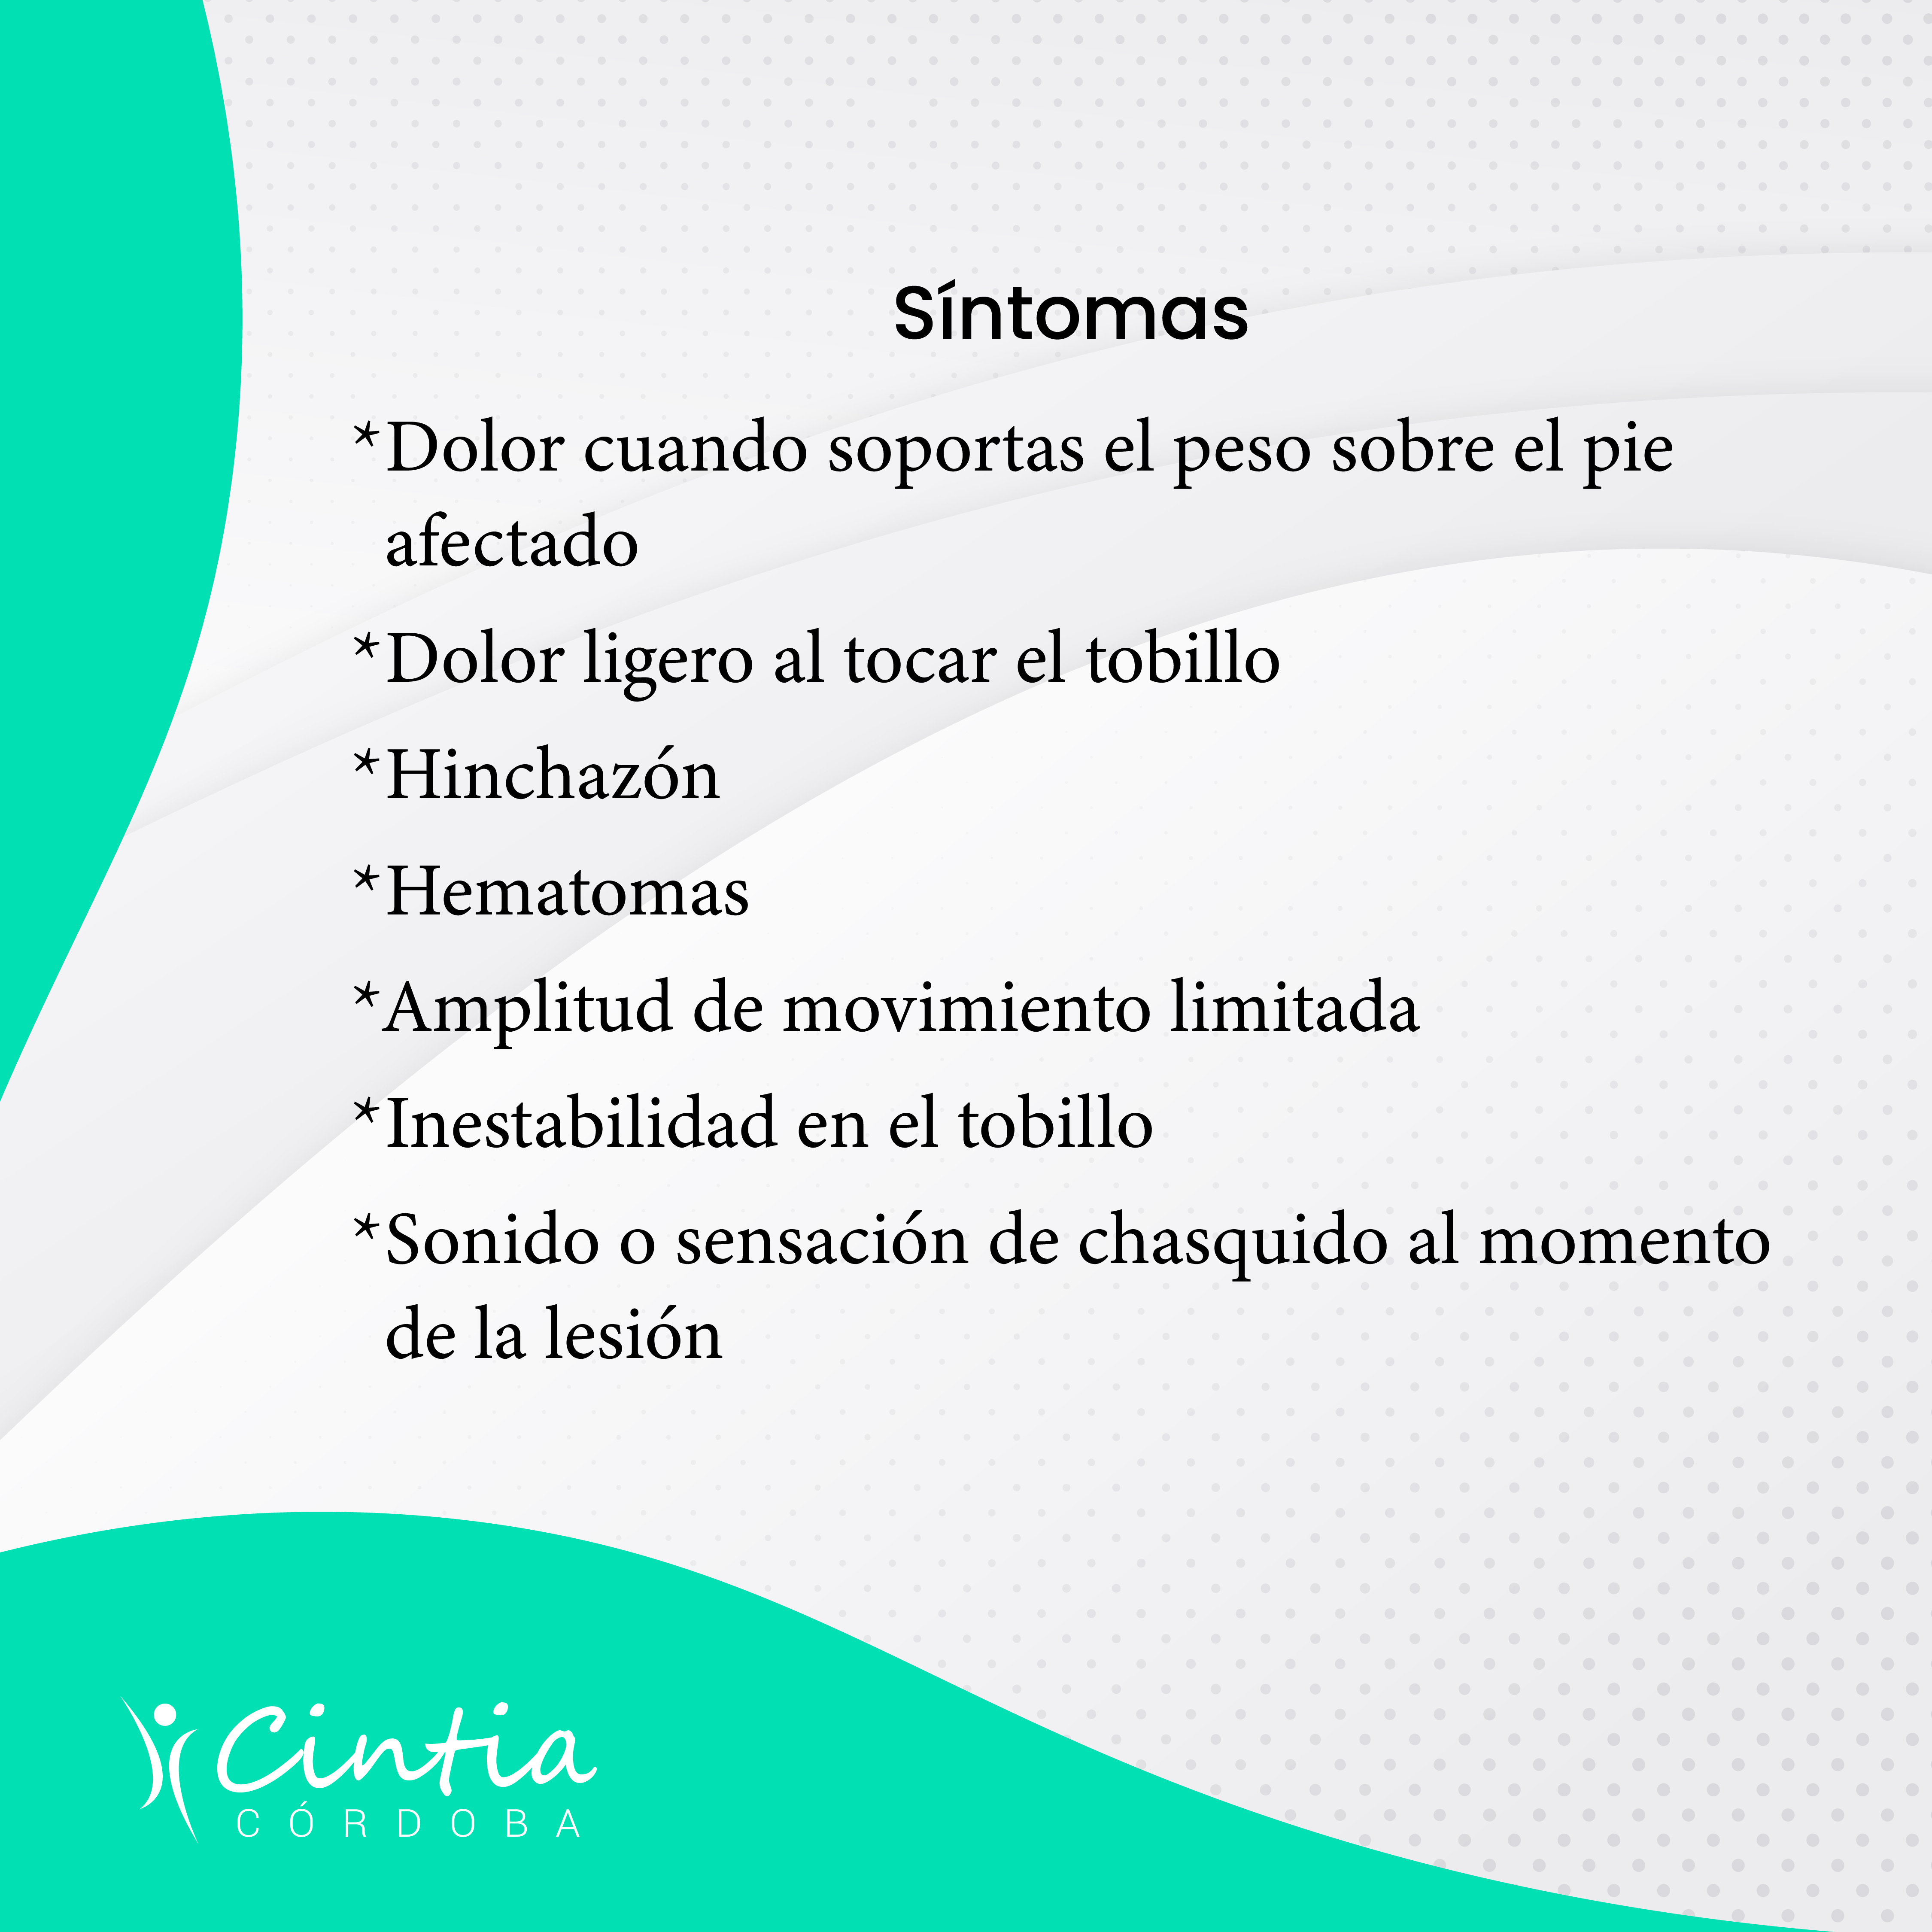 Síntomas
*Dolor cuando soportas el peso sobre el pie
afectado
*Dolor ligero al tocar el tobillo
*Hinchazón
*Hematomas
*Amplitud de movimiento limitada
*Inestabilidad en el tobillo
*Sonido o sensación de chasquido al momento
de la lesión
Cintia
CÓRDOBA